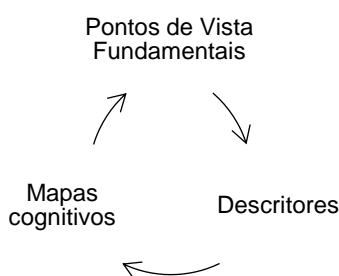 Pontos de Vista
Fundamentais
Mapas
cognitivos
Descritores